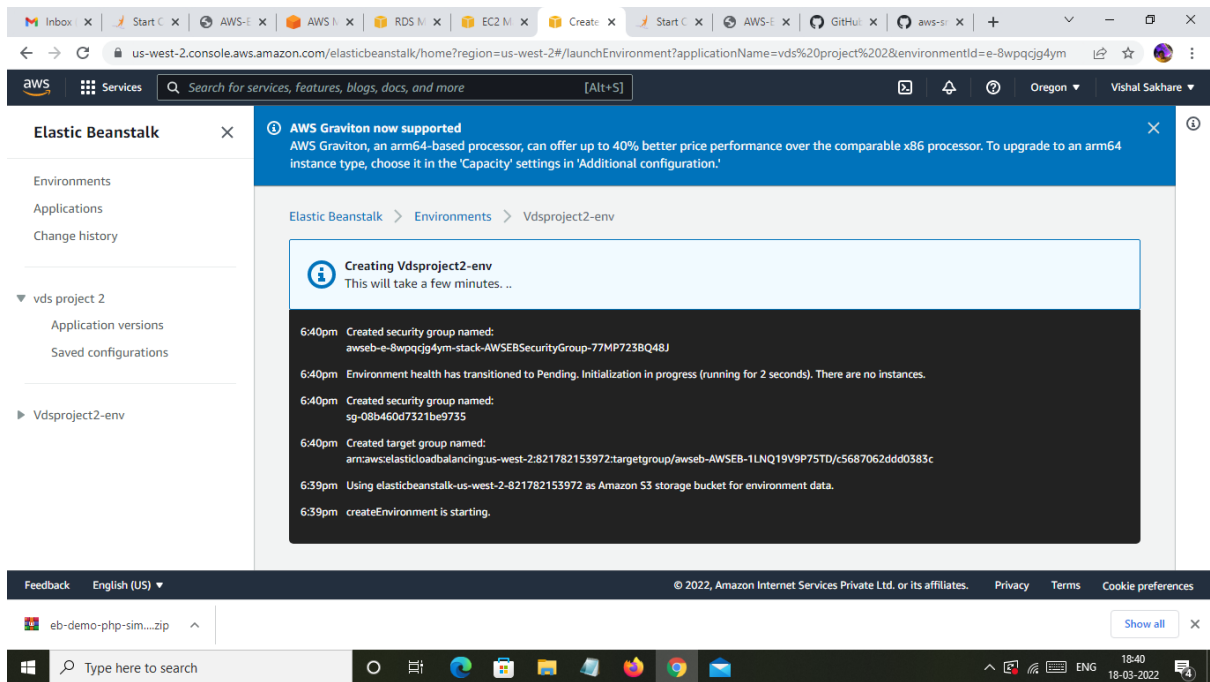 Inbox
Start C
AWS-E
AWS M
RDS M
EC2 M
Create
Start C
AWS-E
GitHub
aws-sr
us-west-2.console.aws.amazon.com/elasticbeanstalk/home?region=us-west-2#/launchEnvironment?applicationName=vds%20project%202&environmentId=e-8wpqcjg4ym
aws
Services
Search for services, features, blogs, docs, and more
[Alt+S]
Oregon ▼
Vishal Sakhare ▼
Elastic Beanstalk
Environments
Applications
Change history
vds project 2
Application versions
Saved configurations
Vdsproject2-env
AWS Graviton now supported
AWS Graviton, an arm64-based processor, can offer up to 40% better price performance over the comparable x86 processor. To upgrade to an arm64
instance type, choose it in the 'Capacity' settings in 'Additional configuration.'
Elastic Beanstalk > Environments > Vdsproject2-env
Creating Vdsproject2-env
This will take a few minutes. ..
6:40pm Created security group named:
awseb-e-8wpqcjg4ym-stack-AWSEBSecurityGroup-77MP723BQ48J
6:40pm Environment health has transitioned to Pending. Initialization in progress (running for 2 seconds). There are no instances.
6:40pm Created security group named:
sg-08b460d7321be9735
6:40pm Created target group named:
arn:aws:elasticloadbalancing:us-west-2:821782153972:targetgroup/awseb-AWSEB-1LNQ19V9P75TD/c5687062ddd0383c
6:39pm Using elasticbeanstalk-us-west-2-821782153972 as Amazon S3 storage bucket for environment data.
6:39pm createEnvironment is starting.
Feedback
English (US) ▼
© 2022, Amazon Internet Services Private Ltd. or its affiliates.
Privacy
Terms
Cookie preferences
eb-demo-php-sim....zip
Show all
Type here to search
ENG
18:40
18-03-2022
4